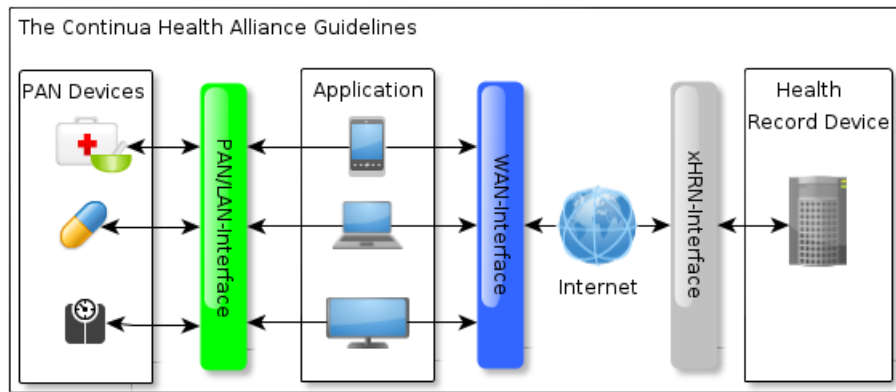 The Continua Health Alliance Guidelines
PAN Devices
PAN/LAN-Interface
Application
WAN-Interface
Internet
xHRN-Interface
Health
Record Device